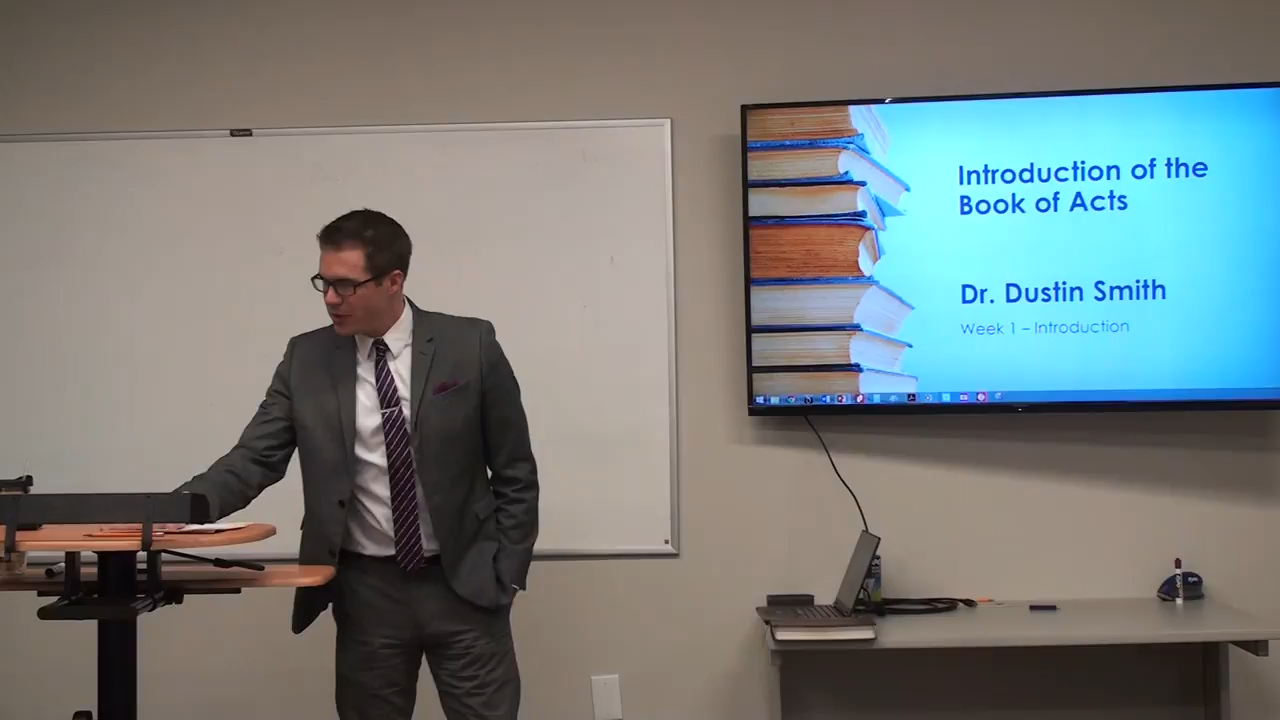 Introduction of the
Book of Acts
Dr. Dustin Smith
Week 1 – Introduction